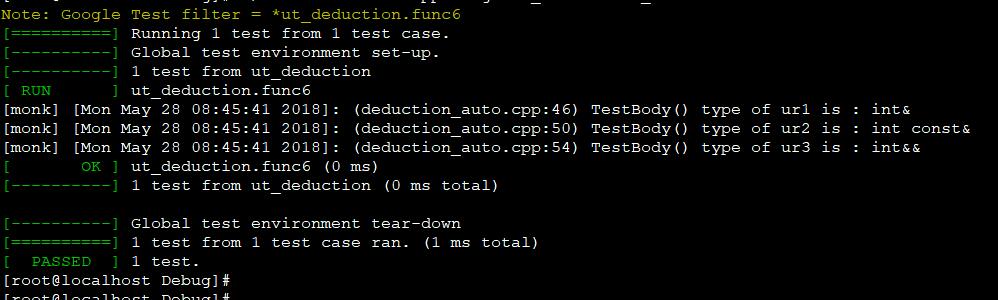 Note: Google Test filter = *ut_deduction.func6
[==========] Running 1 test from 1 test case.
[----------] Global test environment set-up.
[----------] 1 test from ut_deduction
[ RUN      ] ut_deduction.func6
[monk] [Mon May 28 08:45:41 2018]: (deduction_auto.cpp:46) TestBody() type of ur1 is : int&
[monk] [Mon May 28 08:45:41 2018]: (deduction_auto.cpp:50) TestBody() type of ur2 is : int const&
[monk] [Mon May 28 08:45:41 2018]: (deduction_auto.cpp:54) TestBody() type of ur3 is : int&&
[       OK ] ut_deduction.func6 (0 ms)
[----------] 1 test from ut_deduction (0 ms total)
[----------] Global test environment tear-down
[==========] 1 test from 1 test case ran. (1 ms total)
[  PASSED  ] 1 test.
[root@localhost Debug]#
[root@localhost Debug]#